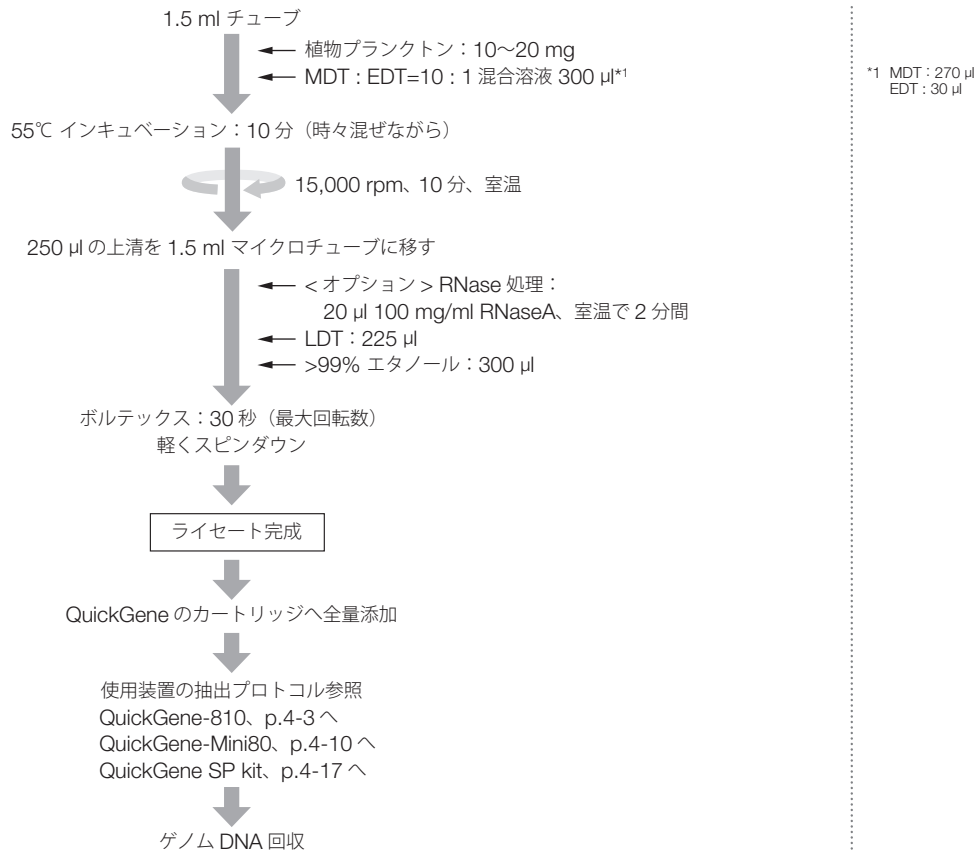 1.5 ml チューブ
植物プランクトン：10～20 mg
MDT : EDT=10 : 1 混合溶液 300 µl*1
*1 MDT：270 µl
EDT : 30 µl
55℃ インキュベーション：10 分（時々混ぜながら）
15,000 rpm、10 分、室温
250 µl の上清を 1.5 ml マイクロチューブに移す
< オプション > RNase 処理：
20 µl 100 mg/ml RNaseA、室温で 2 分間
LDT：225 µl
>99% エタノール：300 µl
ボルテックス：30 秒（最大回転数）
軽くスピンダウン
ライセート完成
QuickGene のカートリッジへ全量添加
使用装置の抽出プロトコル参照
QuickGene-810、p.4-3 へ
QuickGene-Mini80、p.4-10 へ
QuickGene SP kit、p.4-17 へ
ゲノム DNA 回収